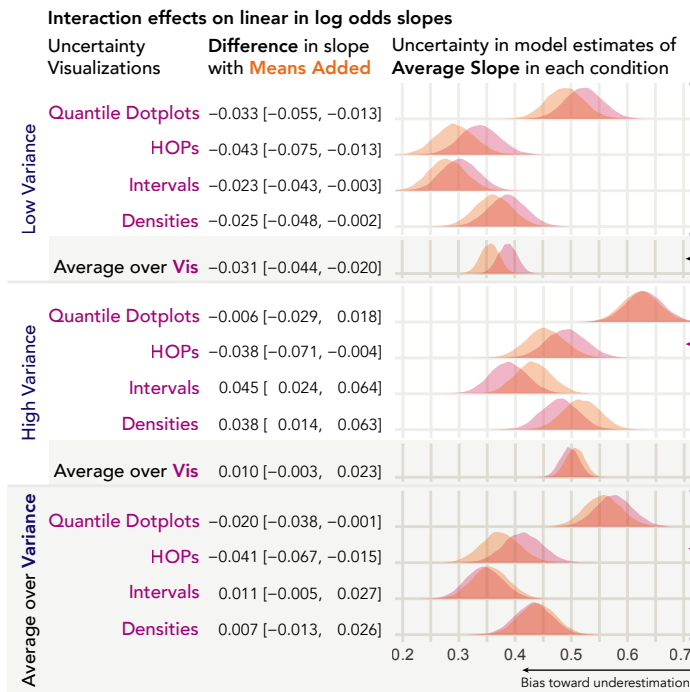 Interaction effects on linear in log odds slopes
Uncertainty Visualizations
Difference in slope with Means Added
Uncertainty in model estimates of Average Slope in each condition
Low Variance
Quantile Dotplots −0.033 [−0.055, −0.013]
HOPs −0.043 [−0.075, −0.013]
Intervals −0.023 [−0.043, −0.003]
Densities −0.025 [−0.048, −0.002]
Average over Vis −0.031 [−0.044, −0.020]
High Variance
Quantile Dotplots −0.006 [−0.029, 0.018]
HOPs −0.038 [−0.071, −0.004]
Intervals 0.045 [ 0.024, 0.064]
Densities 0.038 [ 0.014, 0.063]
Average over Vis 0.010 [−0.003, 0.023]
Average over Variance
Quantile Dotplots −0.020 [−0.038, −0.001]
HOPs −0.041 [−0.067, −0.015]
Intervals 0.011 [−0.005, 0.027]
Densities 0.007 [−0.013, 0.026]
0.2 0.3 0.4 0.5 0.6 0.7
Bias toward underestimation